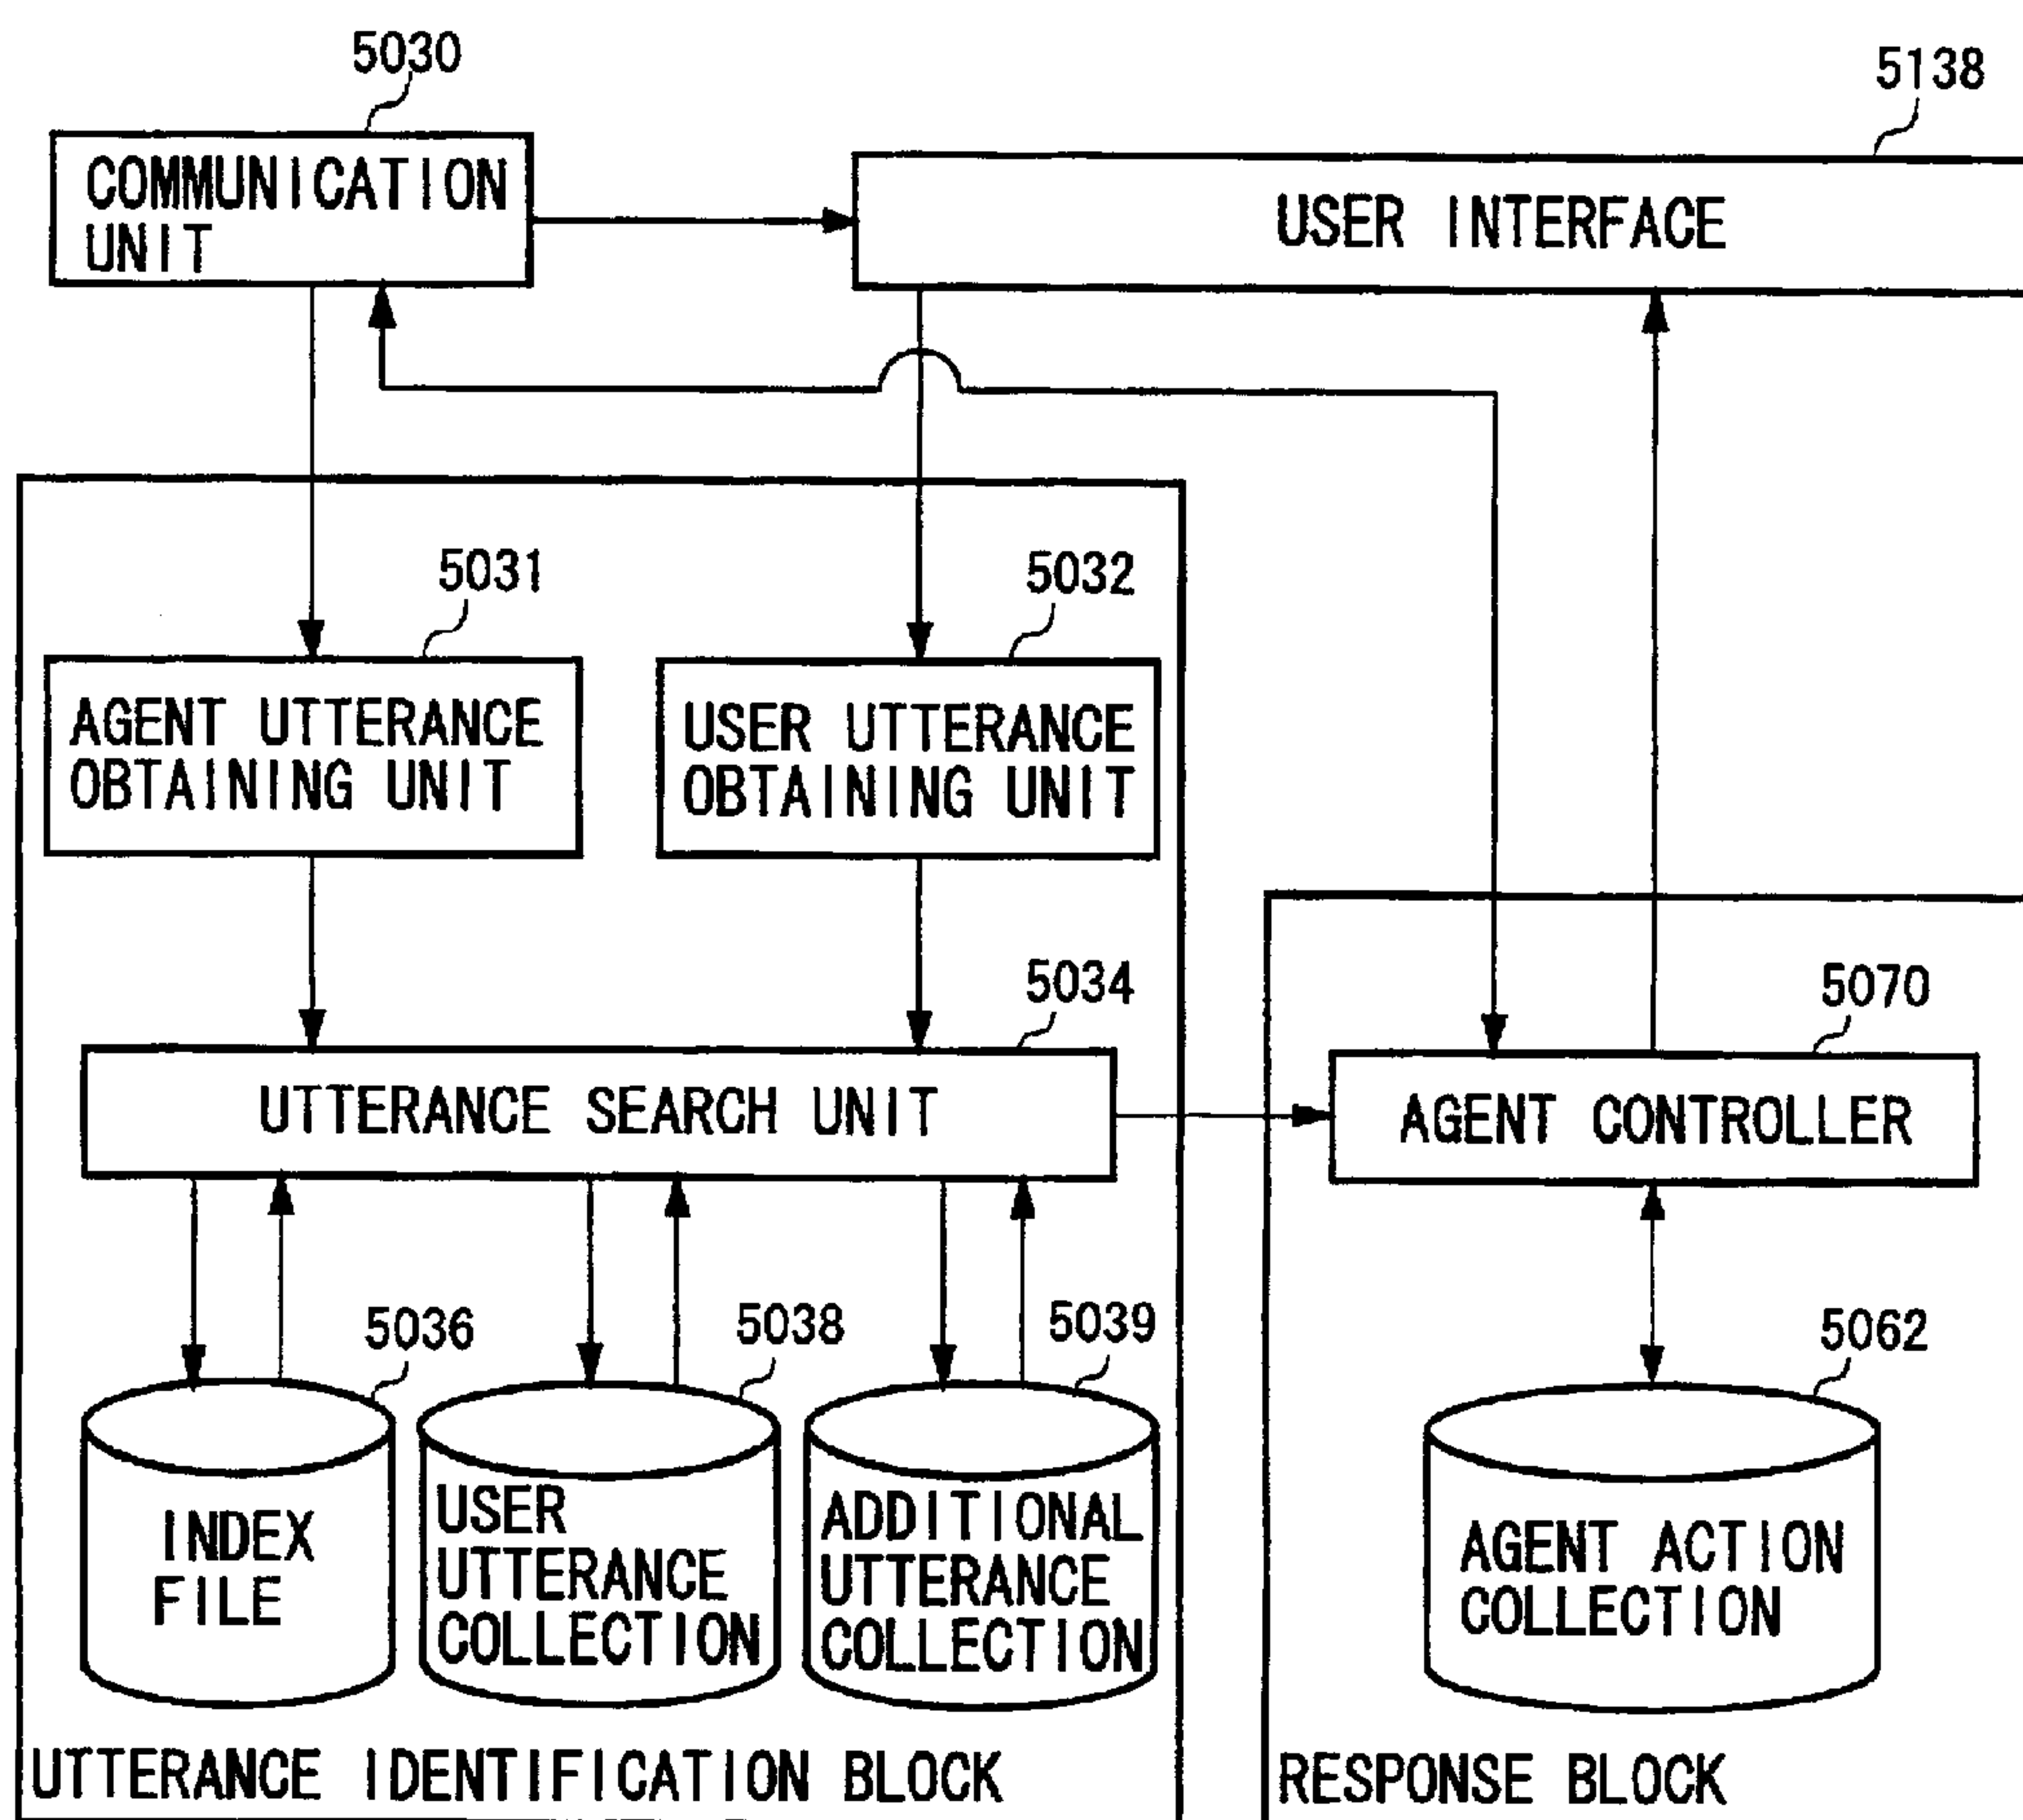 5030
5138
COMMUNICATION
UNIT
USER INTERFACE
5031
5032
AGENT UTTERANCE
OBTAINING UNIT
USER UTTERANCE
OBTAINING UNIT
5034
5070
UTTERANCE SEARCH UNIT
AGENT CONTROLLER
5036
5038
5039
5062
INDEX
FILE
USER
UTTERANCE
COLLECTION
ADDITIONAL
UTTERANCE
COLLECTION
AGENT ACTION
COLLECTION
UTTERANCE IDENTIFICATION BLOCK
RESPONSE BLOCK